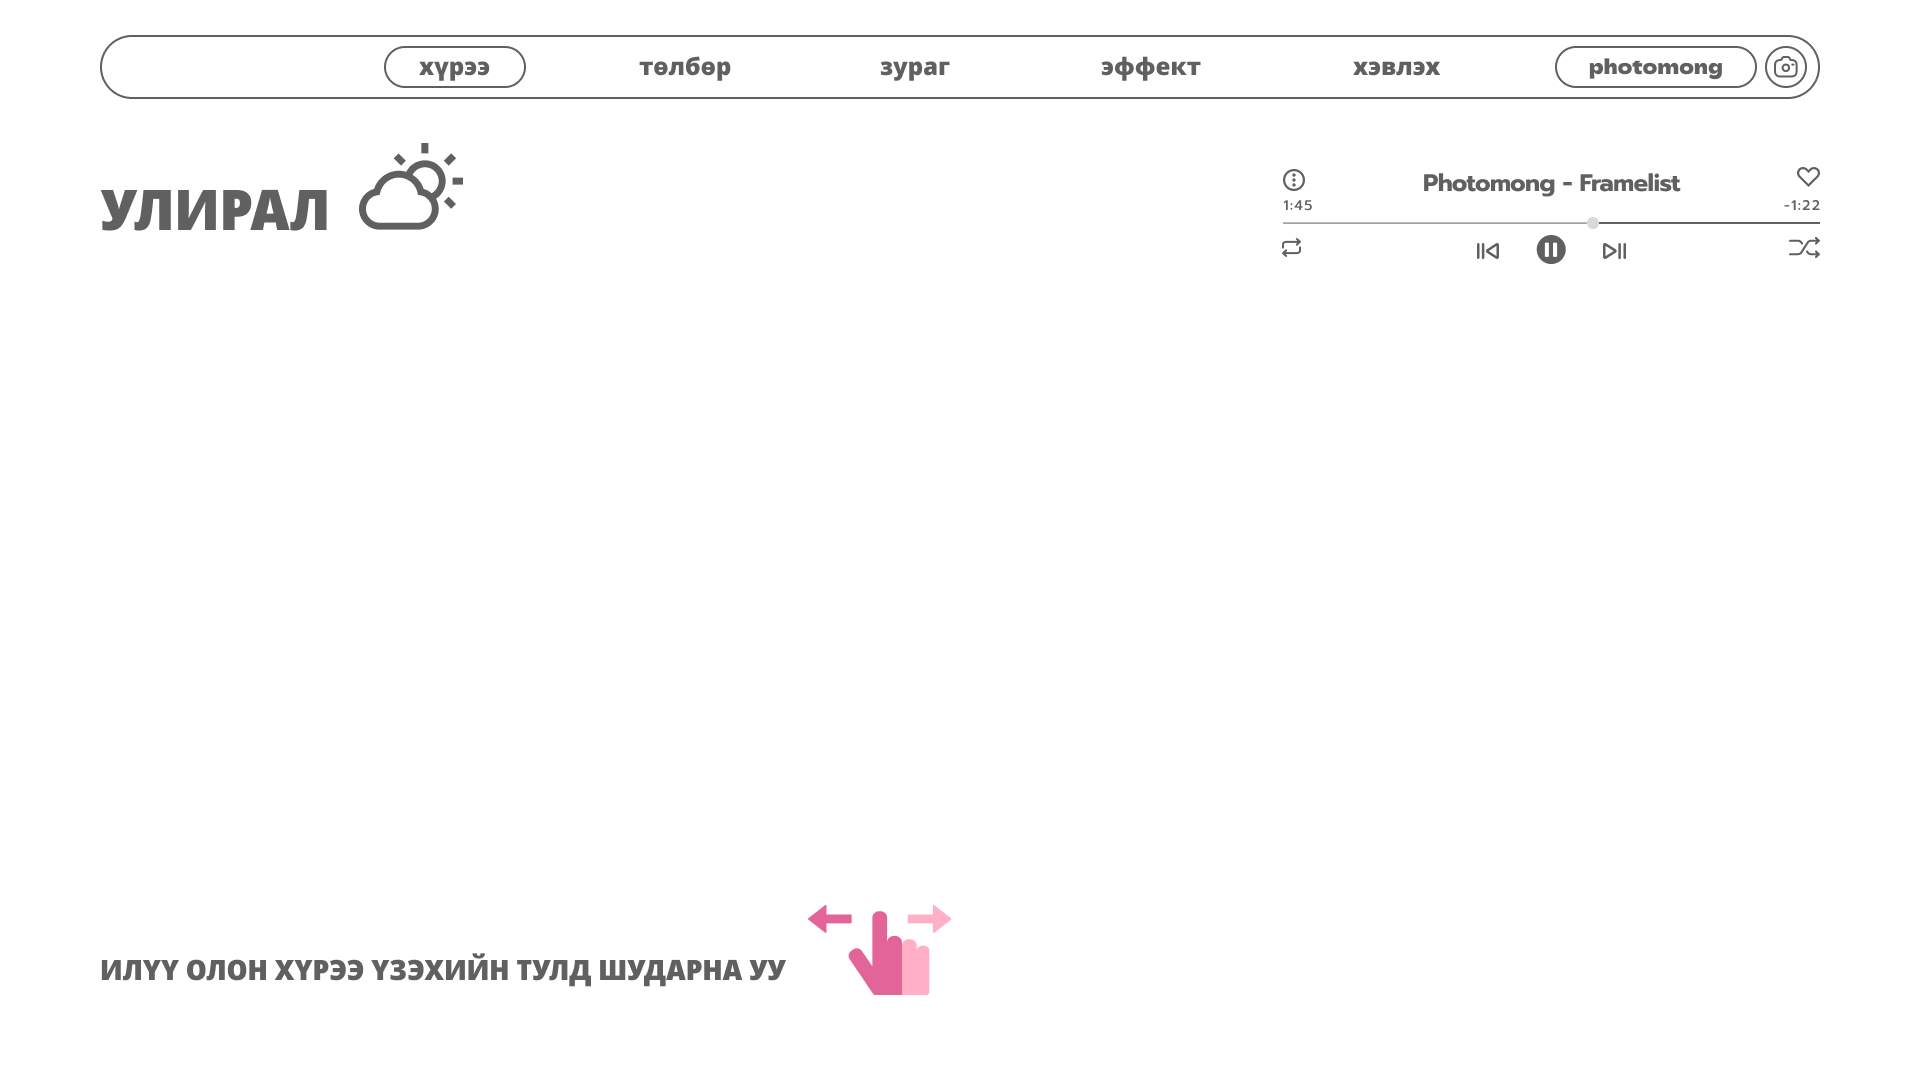 хүрээ төлбөр зураг эффект хэвлэх photomong
УЛИРАЛ
Photomong - Framelist
1:45 -1:22
ИЛҮҮ ОЛОН ХҮРЭЭ ҮЗЭХИЙН ТУЛД ШУДАРНА УУ